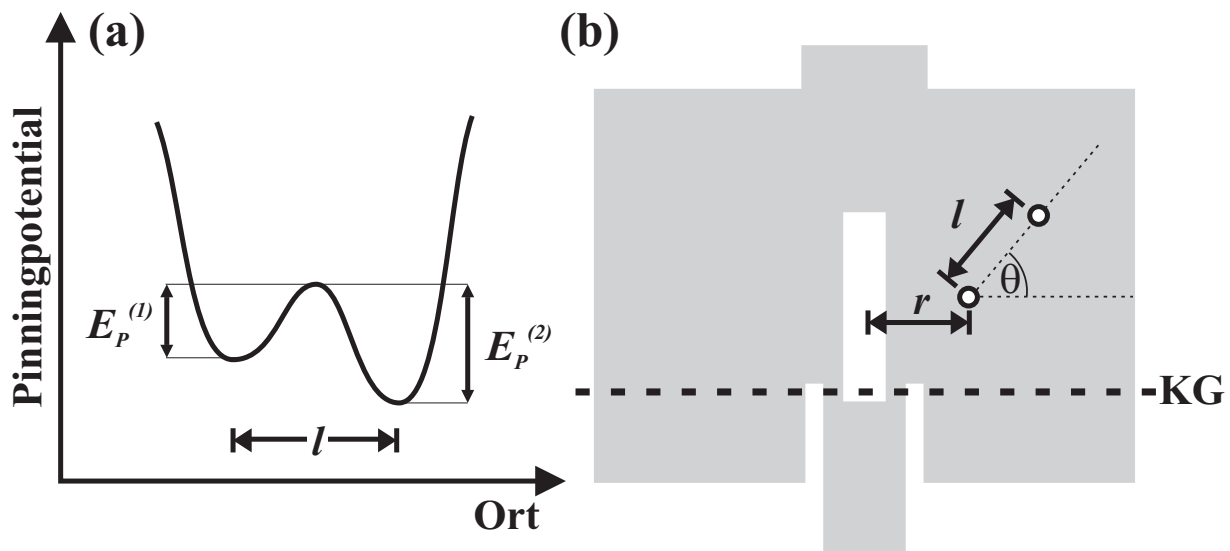 (a)
Pinningpotential
E_P^(1)
E_P^(2)
l
Ort
(b)
l
θ
r
KG